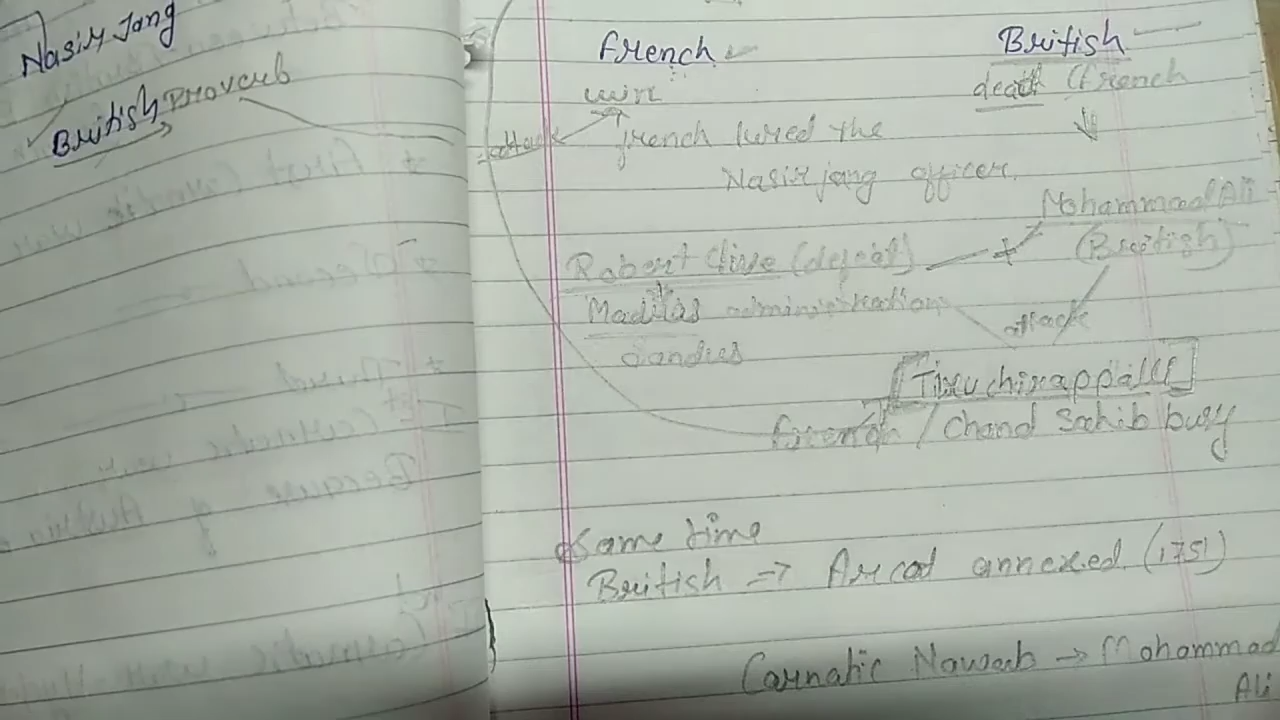 Nasir Jang
British Proverb
French
British
win
death (french
attack
french lured the
Nasir jang officer.
Mohammad Ali
(British)
Robert Clive (defeat)
+
Madras administration
attack
[Tiruchirappalli]
French / Chand Sahib busy
Same time
British => Arcot annexed. (1751)
Carnatic Nawab → Mohammad
Ali